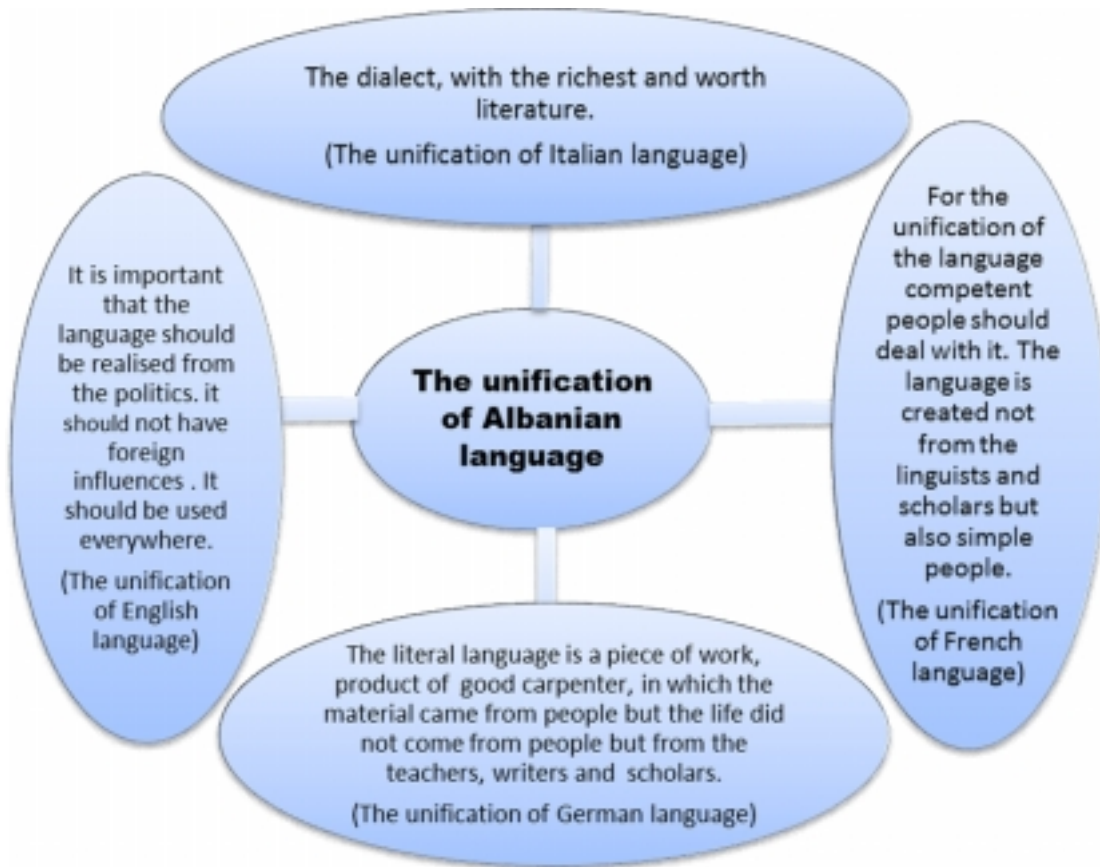 The dialect, with the richest and worth
literature.
(The unification of Italian language)
It is important
that the
language should
be realised from
the politics. it
should not have
foreign
influences . It
should be used
everywhere.
(The unification
of English
language)
The unification
of Albanian
language
For the
unification of
the language
competent
people should
deal with it. The
language is
created not
from the
linguists and
scholars but
also simple
people.
(The unification
of French
language)
The literal language is a piece of work,
product of good carpenter, in which the
material came from people but the life did
not come from people but from the
teachers, writers and scholars.
(The unification of German language)